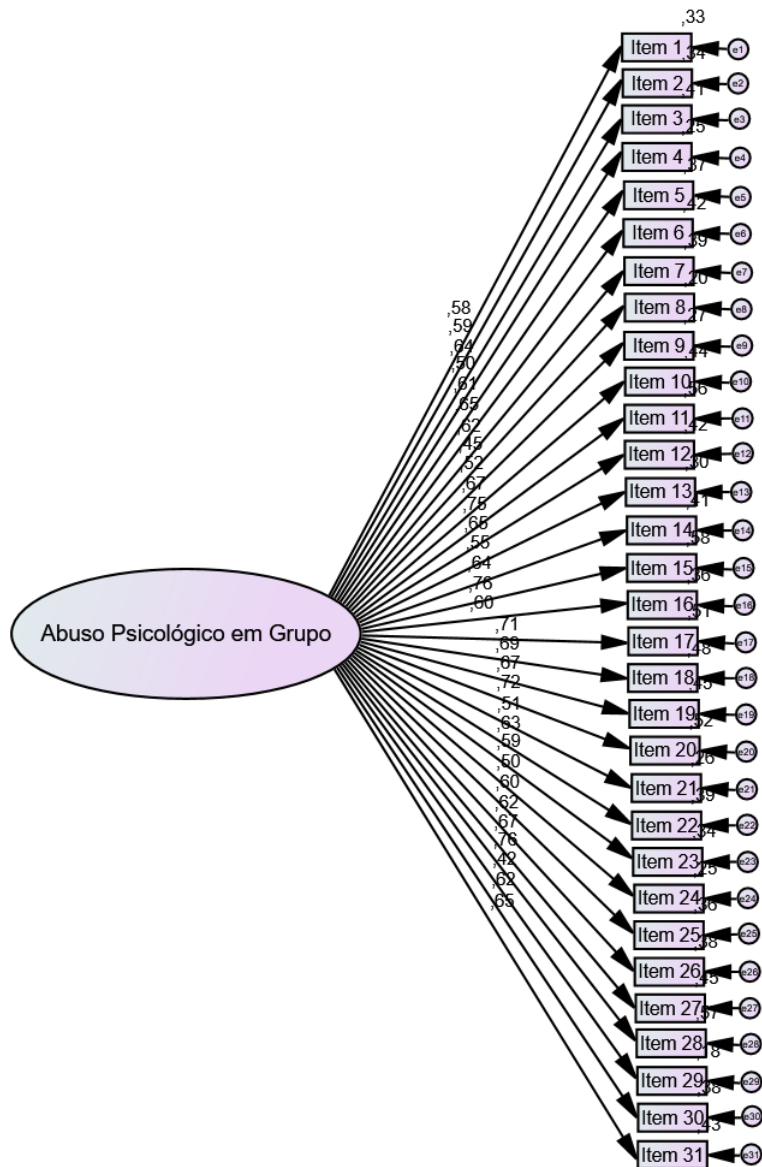 Abuso Psicológico em Grupo
,58
,59
,64
,50
,61
,65
,62
,45
,52
,67
,75
,65
,55
,64
,76
,60
,71
,69
,67
,72
,51
,63
,59
,50
,60
,62
,67
,76
,42
,62
,65
,33
Item 1 e1
,34
Item 2 e2
,41
Item 3 e3
,25
Item 4 e4
,37
Item 5 e5
,42
Item 6 e6
,39
Item 7 e7
,20
Item 8 e8
,27
Item 9 e9
,44
Item 10 e10
,56
Item 11 e11
,42
Item 12 e12
,30
Item 13 e13
,41
Item 14 e14
,58
Item 15 e15
,36
Item 16 e16
,51
Item 17 e17
,48
Item 18 e18
,45
Item 19 e19
,52
Item 20 e20
,26
Item 21 e21
,39
Item 22 e22
,34
Item 23 e23
,25
Item 24 e24
,36
Item 25 e25
,38
Item 26 e26
,45
Item 27 e27
,57
Item 28 e28
,18
Item 29 e29
,38
Item 30 e30
,43
Item 31 e31